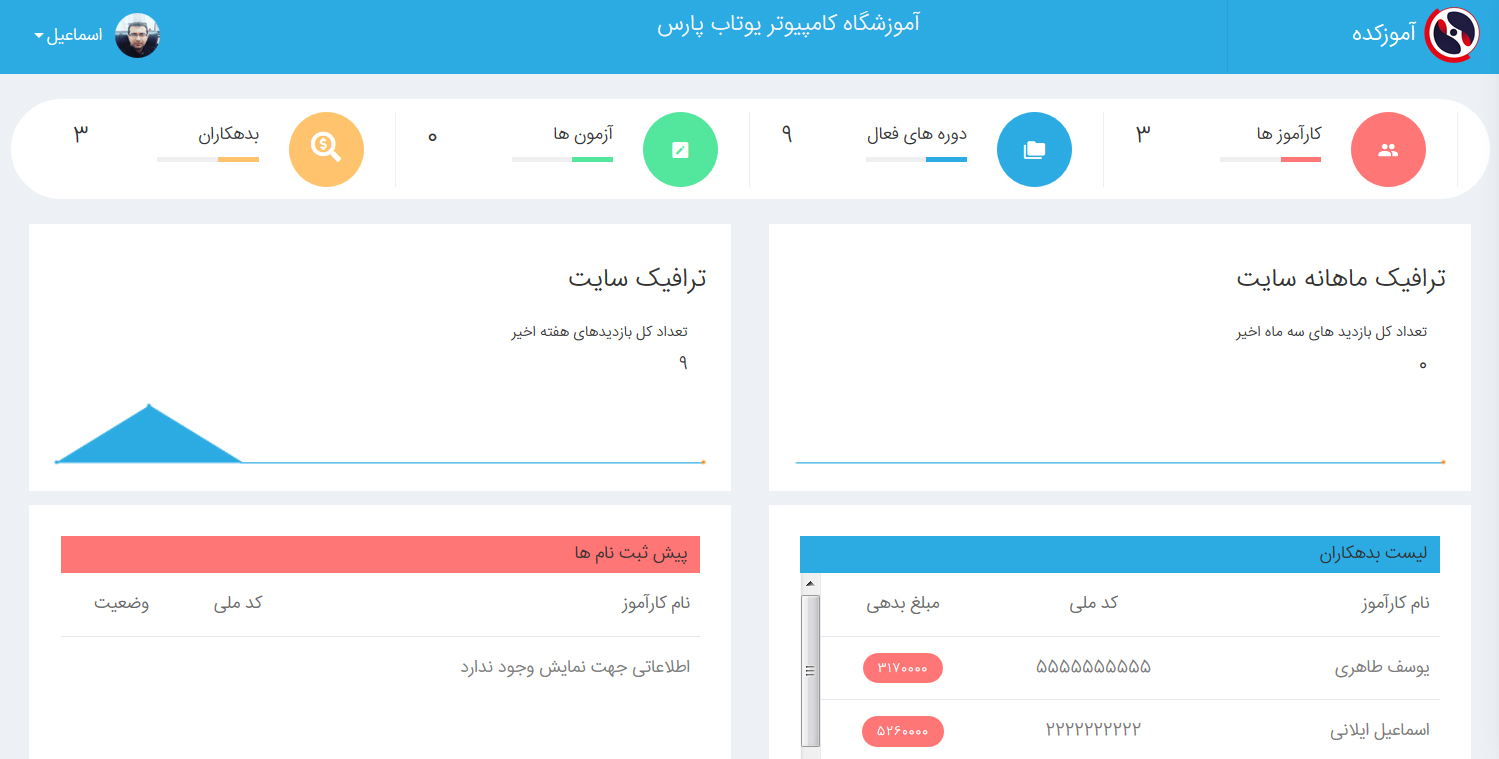 آموزکده
آموزشگاه کامپیوتر یوتاب پارس
اسماعیل
کارآموز ها
۳
دوره های فعال
۹
آزمون ها
۰
بدهکاران
۳
ترافیک ماهانه سایت
تعداد کل بازدید های سه ماه اخیر
۰
ترافیک سایت
تعداد کل بازدیدهای هفته اخیر
۹
لیست بدهکاران
نام کارآموز کد ملی مبلغ بدهی
یوسف طاهری ۵۵۵۵۵۵۵۵۵۵ ۳۱۷۰۰۰۰
اسماعیل ایلانی ۲۲۲۲۲۲۲۲۲۲ ۵۲۶۰۰۰۰
پیش ثبت نام ها
نام کارآموز کد ملی وضعیت
اطلاعاتی جهت نمایش وجود ندارد